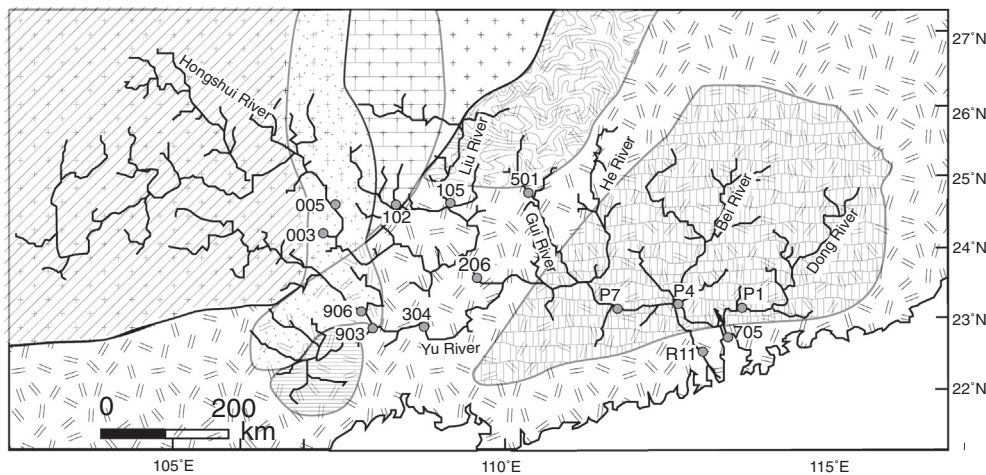 27°N
Hongshui River
26°N
Liu River
He River
25°N
105
501
005
102
Bei River
003
Gui River
Dong River
24°N
206
P7
P4
P1
906
304
23°N
903
Yu River
705
R11
22°N
0 200
km
105°E
110°E
115°E